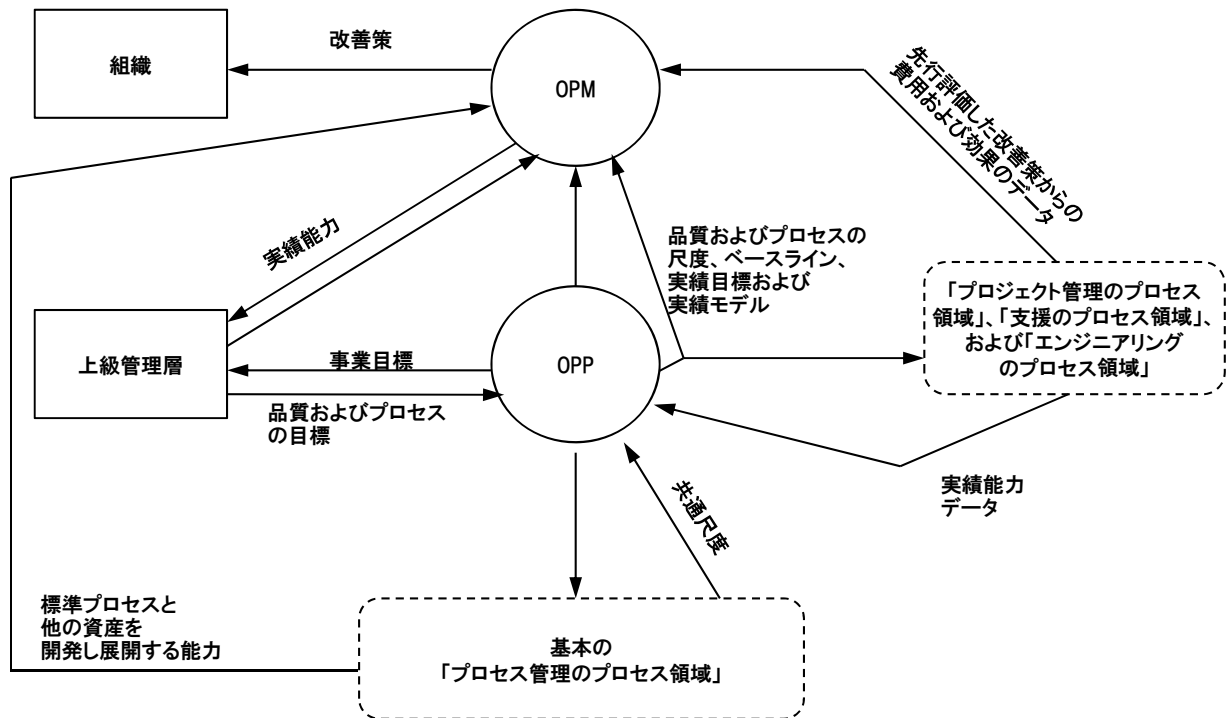 改善策
組織
OPM
先行評価した改善策からの
費用および効果のデータ
実績能力
品質およびプロセスの
尺度、ベースライン、
実績目標および
実績モデル
「プロジェクト管理のプロセス
領域」、「支援のプロセス領域」、
および「エンジニアリング
のプロセス領域」
上級管理層
事業目標
OPP
品質およびプロセス
の目標
実績能力
データ
共通尺度
標準プロセスと
他の資産を
開発し展開する能力
基本の
「プロセス管理のプロセス領域」